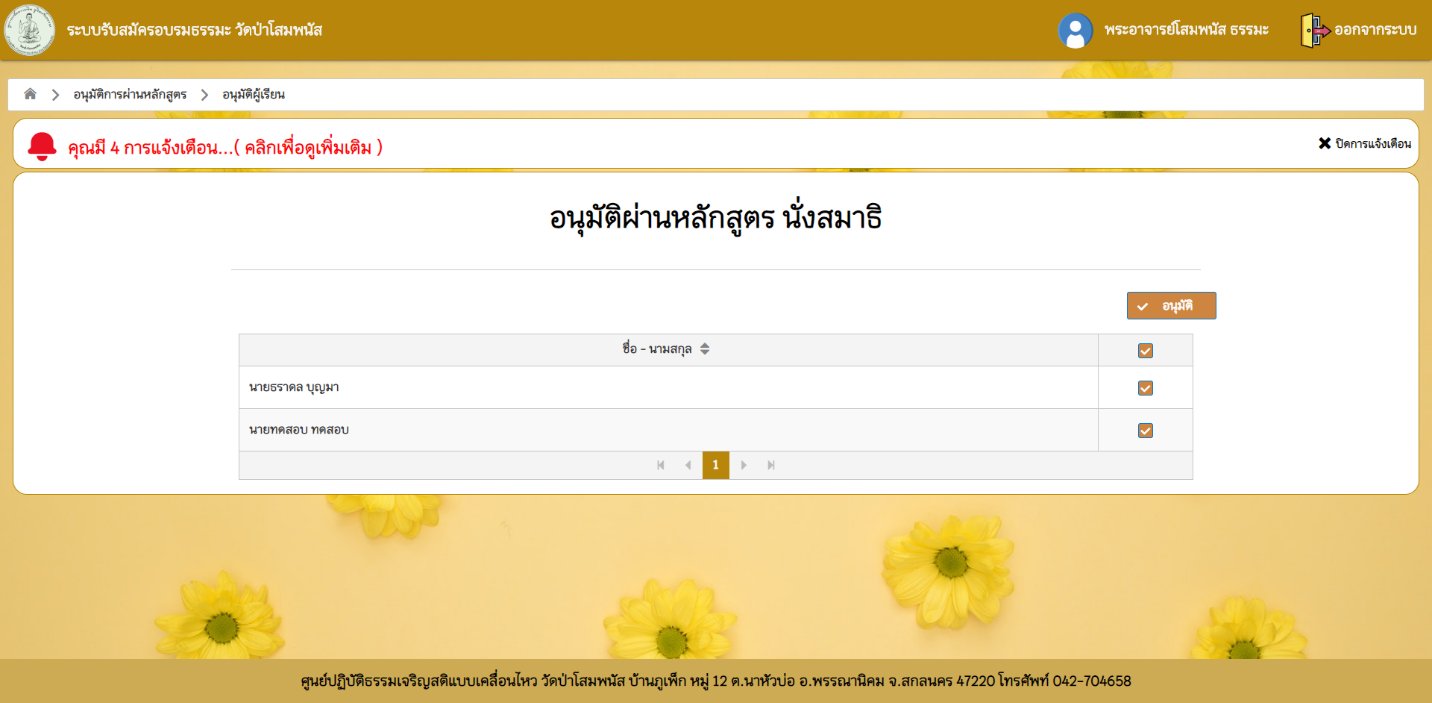 ระบบรับสมัครอบรมธรรมะ วัดป่าโสมพนัส
พระอาจารย์โสมพนัส ธรรมะ
ออกจากระบบ
อนุมัติการผ่านหลักสูตร
อนุมัติผู้เรียน
คุณมี 4 การแจ้งเตือน...( คลิกเพื่อดูเพิ่มเติม )
ปิดการแจ้งเตือน
อนุมัติผ่านหลักสูตร นั่งสมาธิ
อนุมัติ
ชื่อ - นามสกุล
นายธราดล บุญมา
นายทดสอบ ทดสอบ
1
ศูนย์ปฏิบัติธรรมเจริญสติแบบเคลื่อนไหว วัดป่าโสมพนัส บ้านภูเพ็ก หมู่ 12 ต.นาหัวบ่อ อ.พรรณานิคม จ.สกลนคร 47220 โทรศัพท์ 042-704658